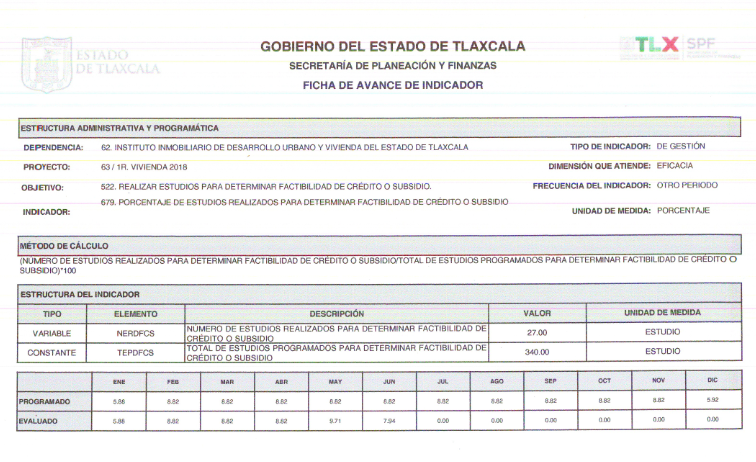 GOBIERNO DEL ESTADO DE TLAXCALA
ESTADO DE TLAXCALA
TLX SPF
SECRETARÍA DE PLANEACIÓN Y FINANZAS
FICHA DE AVANCE DE INDICADOR
ESTRUCTURA ADMINISTRATIVA Y PROGRAMÁTICA
DEPENDENCIA: 62. INSTITUTO INMOBILIARIO DE DESARROLLO URBANO Y VIVIENDA DEL ESTADO DE TLAXCALA TIPO DE INDICADOR: DE GESTIÓN
PROYECTO: 63 / 1R. VIVIENDA 2018 DIMENSIÓN QUE ATIENDE: EFICACIA
OBJETIVO: 522. REALIZAR ESTUDIOS PARA DETERMINAR FACTIBILIDAD DE CRÉDITO O SUBSIDIO. FRECUENCIA DEL INDICADOR: OTRO PERIODO
INDICADOR: 679. PORCENTAJE DE ESTUDIOS REALIZADOS PARA DETERMINAR FACTIBILIDAD DE CRÉDITO O SUBSIDIO UNIDAD DE MEDIDA: PORCENTAJE
MÉTODO DE CÁLCULO
(NÚMERO DE ESTUDIOS REALIZADOS PARA DETERMINAR FACTIBILIDAD DE CRÉDITO O SUBSIDIO/TOTAL DE ESTUDIOS PROGRAMADOS PARA DETERMINAR FACTIBILIDAD DE CRÉDITO O
SUBSIDIO)*100
ESTRUCTURA DEL INDICADOR
TIPO ELEMENTO DESCRIPCIÓN VALOR UNIDAD DE MEDIDA
VARIABLE NERDFCS NÚMERO DE ESTUDIOS REALIZADOS PARA DETERMINAR FACTIBILIDAD DE CRÉDITO O SUBSIDIO 27.00 ESTUDIO
CONSTANTE TEPDFCS TOTAL DE ESTUDIOS PROGRAMADOS PARA DETERMINAR FACTIBILIDAD DE CRÉDITO O SUBSIDIO 340.00 ESTUDIO
ENE FEB MAR ABR MAY JUN JUL AGO SEP OCT NOV DIC
PROGRAMADO 5.86 8.82 8.82 8.82 8.82 8.82 8.82 8.82 8.82 8.82 8.82 5.92
EVALUADO 5.86 8.82 8.82 8.82 9.71 7.94 0.00 0.00 0.00 0.00 0.00 0.00